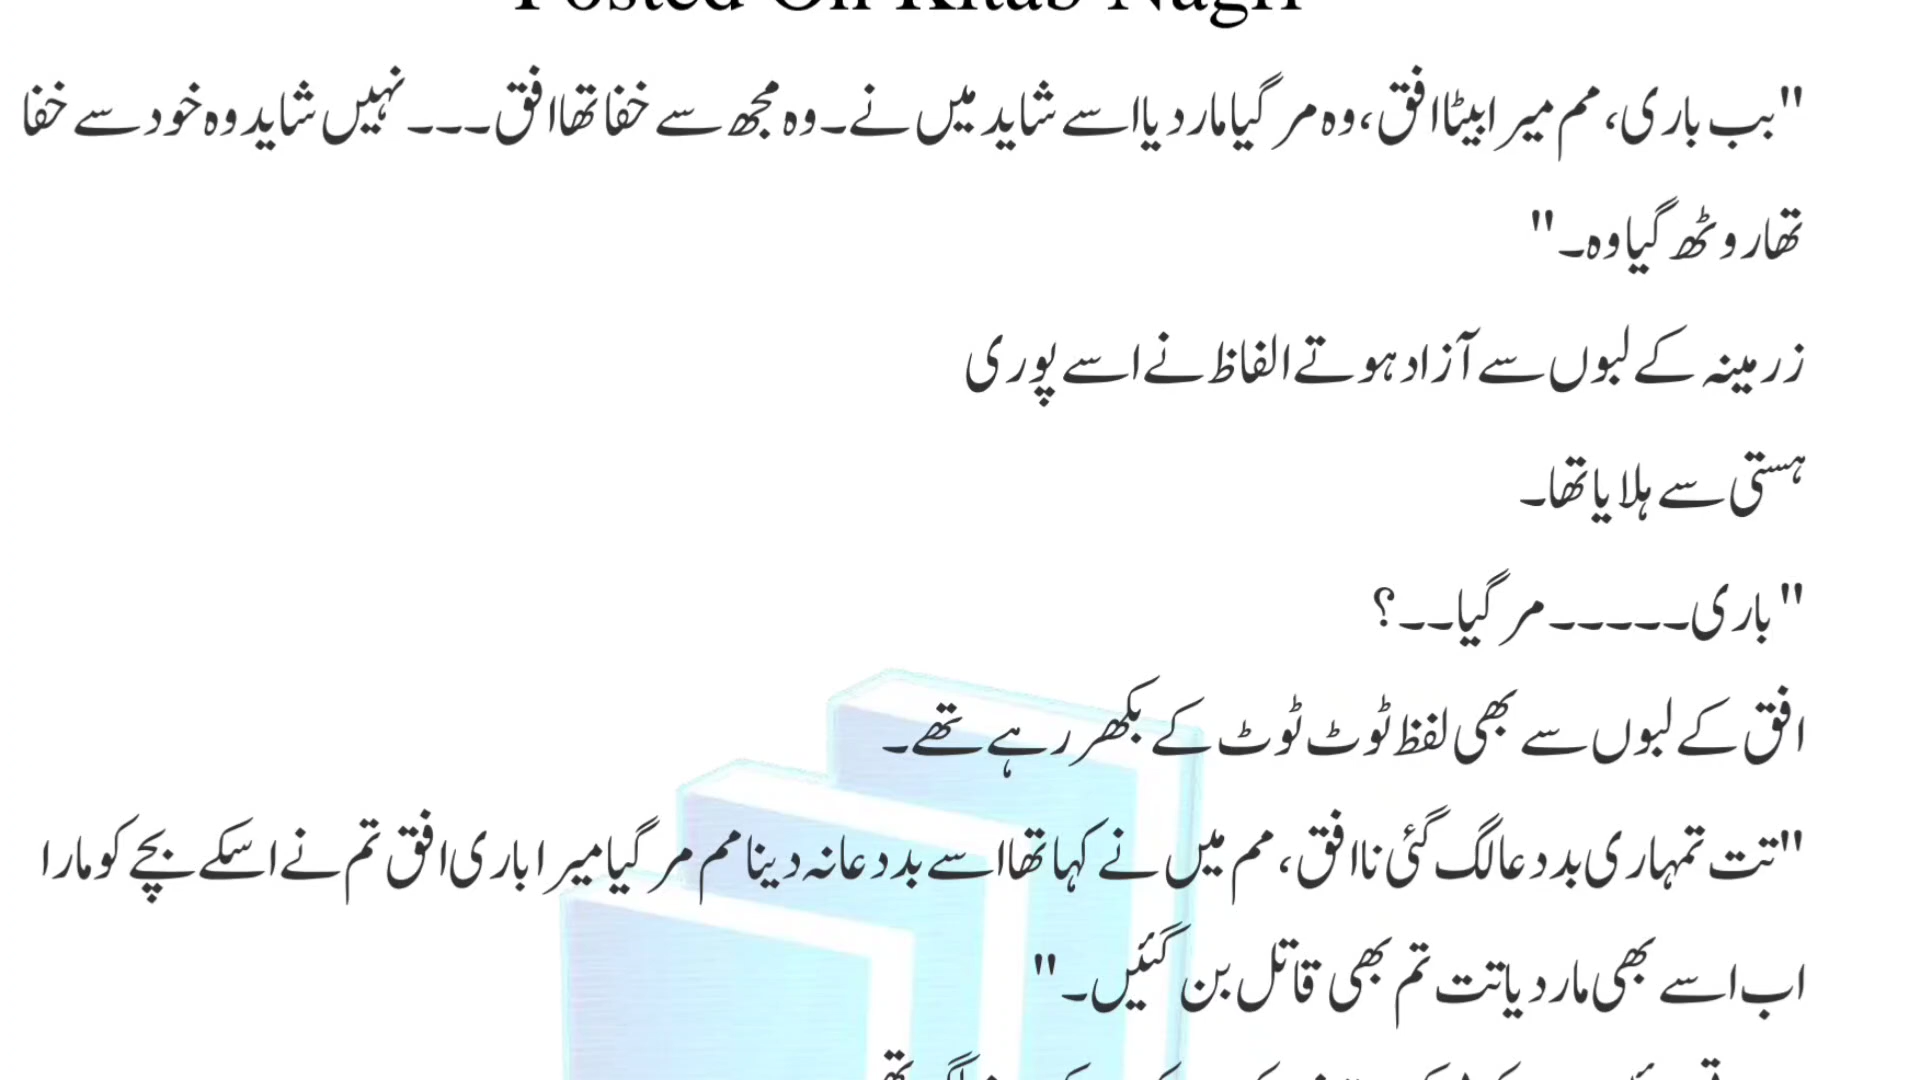 Posted On Kitab Nagri
"بب باری، مم میرا بیٹا افق، وہ مر گیا مار دیا اسے شاید میں نے۔ وہ مجھ سے خفا تھا افق۔۔۔ نہیں شاید وہ خود سے خفا
تھا روٹھ گیا وہ۔"
زرمینہ کے لبوں سے آزاد ہوتے الفاظ نے اسے پوری
ہستی سے ہلایا تھا۔
"باری۔۔۔۔۔ مر گیا۔۔؟
افق کے لبوں سے بھی لفظ ٹوٹ ٹوٹ کے بکھر رہے تھے۔
"تت تمہاری بددعا لگ گئی نا افق، مم میں نے کہا تھا اسے بددعا نہ دینا مم مر گیا میرا باری افق تم نے اسکے بچے کو مارا
اب اسے بھی مار دیا تت تم بھی قاتل بن گئیں۔"